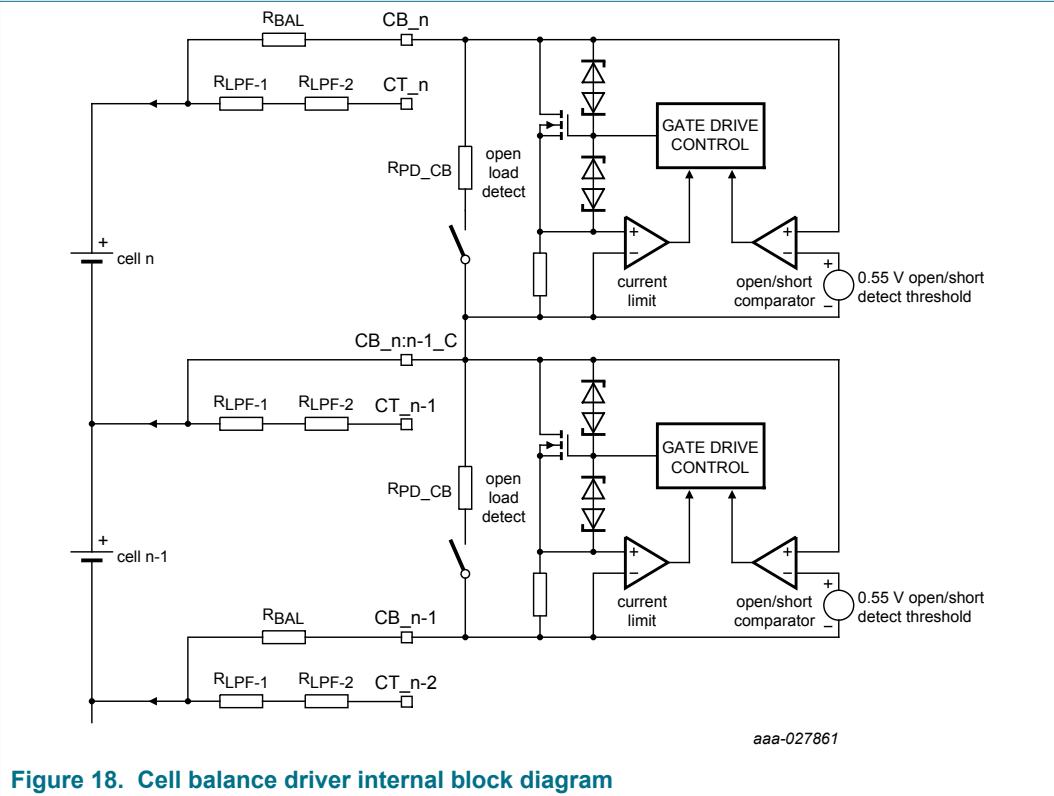 RBAL
CB_n
RLPF-1
RLPF-2
CT_n
RPD_CB
open
load
detect
GATE DRIVE
CONTROL
+
−
current
limit
+
−
open/short
comparator
+
−
0.55 V open/short
detect threshold
+
cell n
CB_n:n-1_C
RLPF-1
RLPF-2
CT_n-1
RPD_CB
open
load
detect
GATE DRIVE
CONTROL
+
−
current
limit
+
−
open/short
comparator
+
−
0.55 V open/short
detect threshold
+
cell n-1
RBAL
CB_n-1
RLPF-1
RLPF-2
CT_n-2
aaa-027861
Figure 18. Cell balance driver internal block diagram